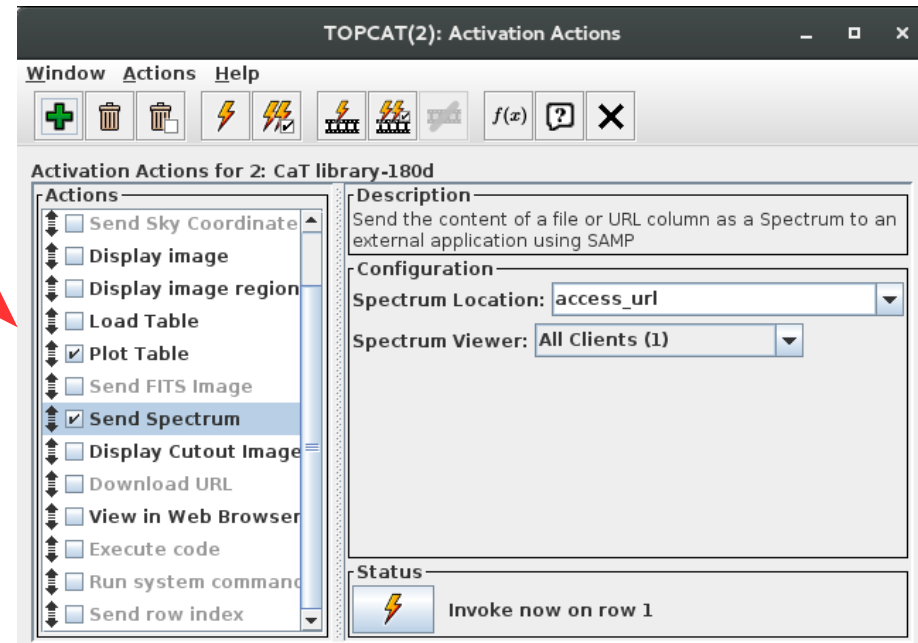 TOPCAT(2): Activation Actions
Window Actions Help
f(x) ?
Activation Actions for 2: CaT library-180d
Actions
Send Sky Coordinate
Display image
Display image region
Load Table
Plot Table
Send FITS Image
Send Spectrum
Display Cutout Image
Download URL
View in Web Browser
Execute code
Run system command
Send row index
Description
Send the content of a file or URL column as a Spectrum to an
external application using SAMP
Configuration
Spectrum Location: access_url
Spectrum Viewer: All Clients (1)
Status
Invoke now on row 1